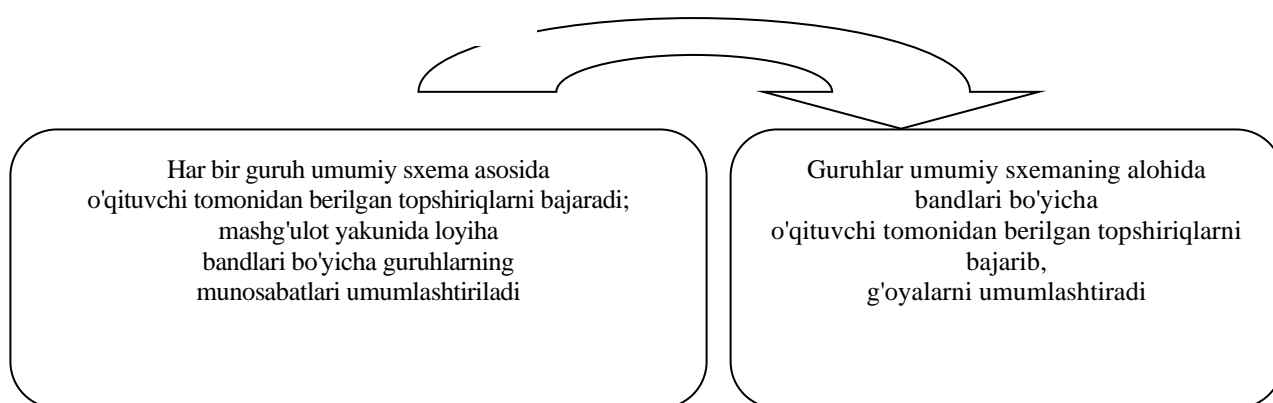 Har bir guruh umumiy sxema asosida
o'qituvchi tomonidan berilgan topshiriqlarni bajaradi;
mashg'ulot yakunida loyiha
bandlari bo'yicha guruhlarning
munosabatlari umumlashtiriladi
Guruhlar umumiy sxemaning alohida
bandlari bo'yicha
o'qituvchi tomonidan berilgan topshiriqlarni
bajarib,
g'oyalarni umumlashtiradi